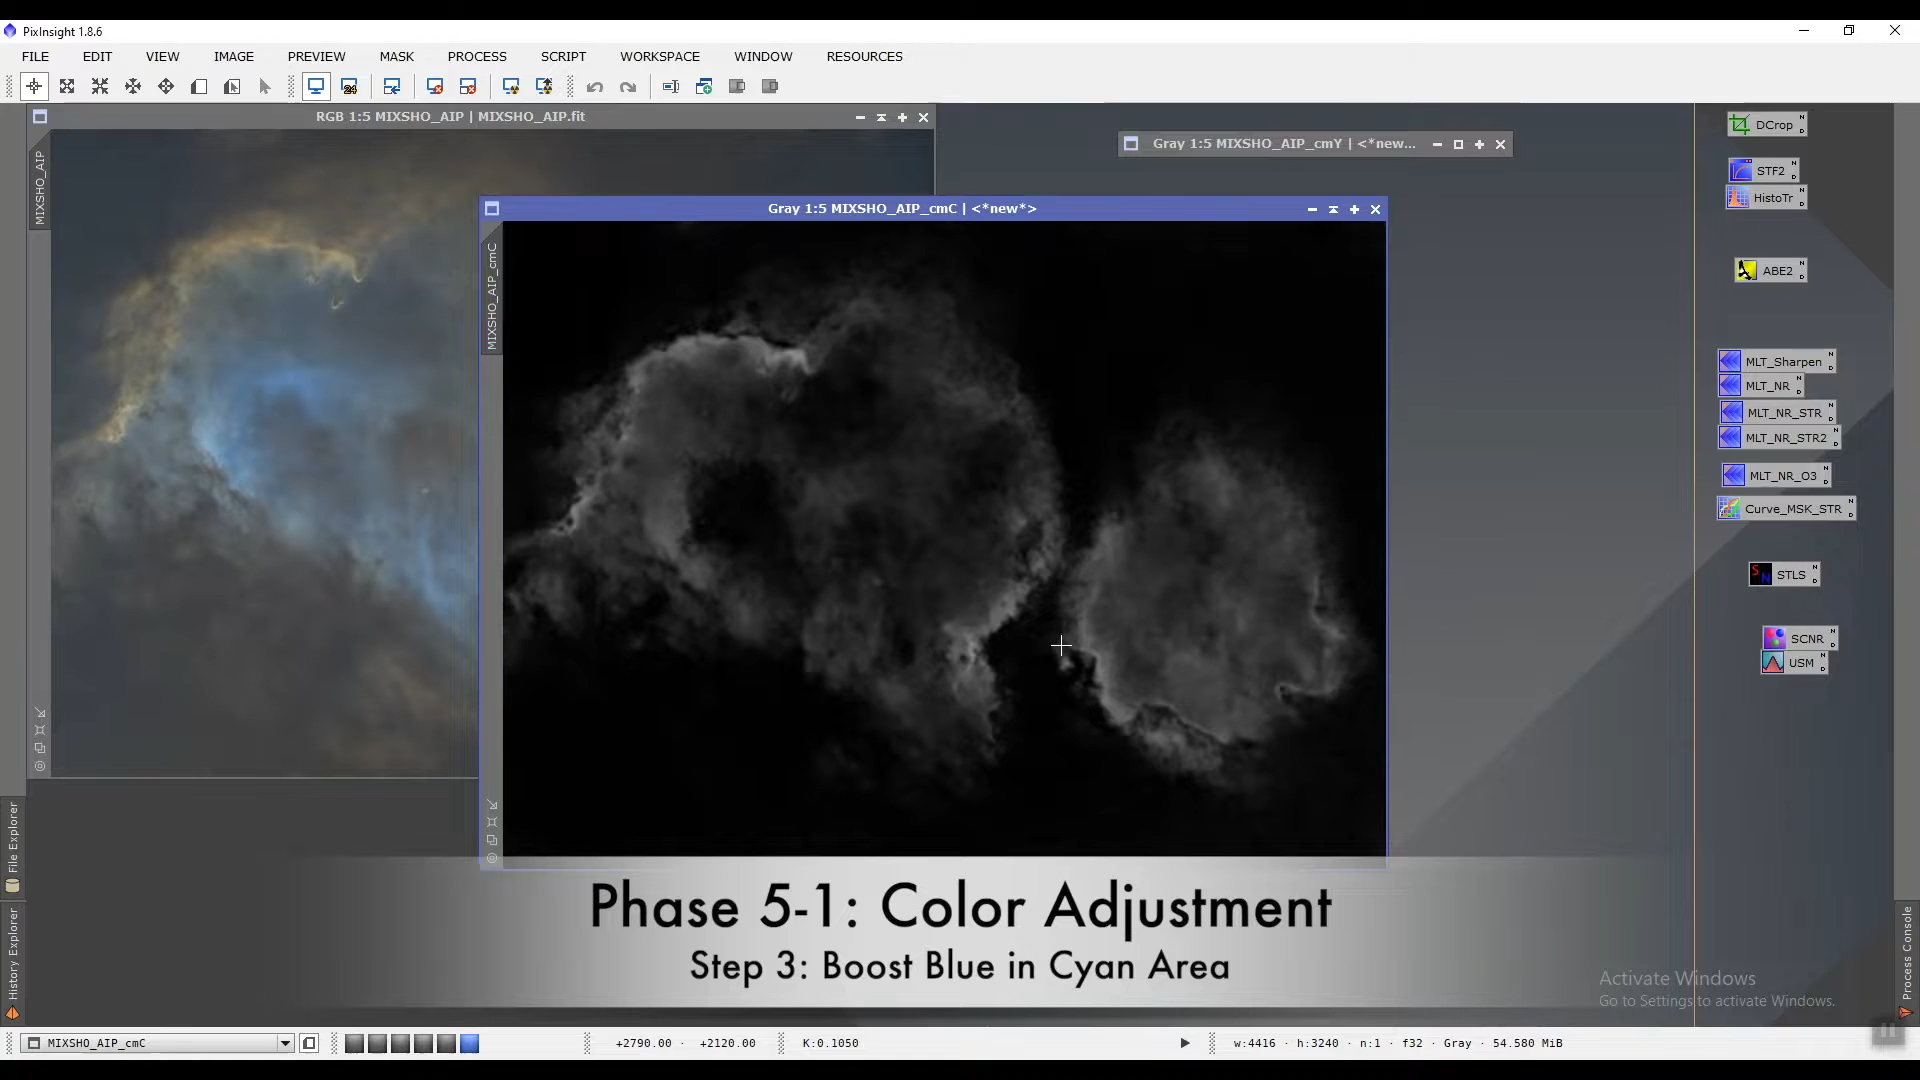 PixInsight 1.8.6
FILE EDIT VIEW IMAGE PREVIEW MASK PROCESS SCRIPT WORKSPACE WINDOW RESOURCES
24
RGB 1:5 MIXSHO_AIP | MIXSHO_AIP.fit
MIXSHO_AIP
Gray 1:5 MIXSHO_AIP_cmY | <*new...
Gray 1:5 MIXSHO_AIP_cmC | <*new*>
MIXSHO_AIP_cmC
DCrop
STF2
HistoTr
ABE2
MLT_Sharpen
MLT_NR
MLT_NR_STR
MLT_NR_STR2
MLT_NR_O3
Curve_MSK_STR
STLS
SCNR
USM
File Explorer
History Explorer
Process Console
Phase 5-1: Color Adjustment
Step 3: Boost Blue in Cyan Area
Activate Windows
Go to Settings to activate Windows.
MIXSHO_AIP_cmC
+2790.00 · +2120.00
K:0.1050
w:4416 · h:3240 · n:1 · f32 · Gray · 54.580 MiB